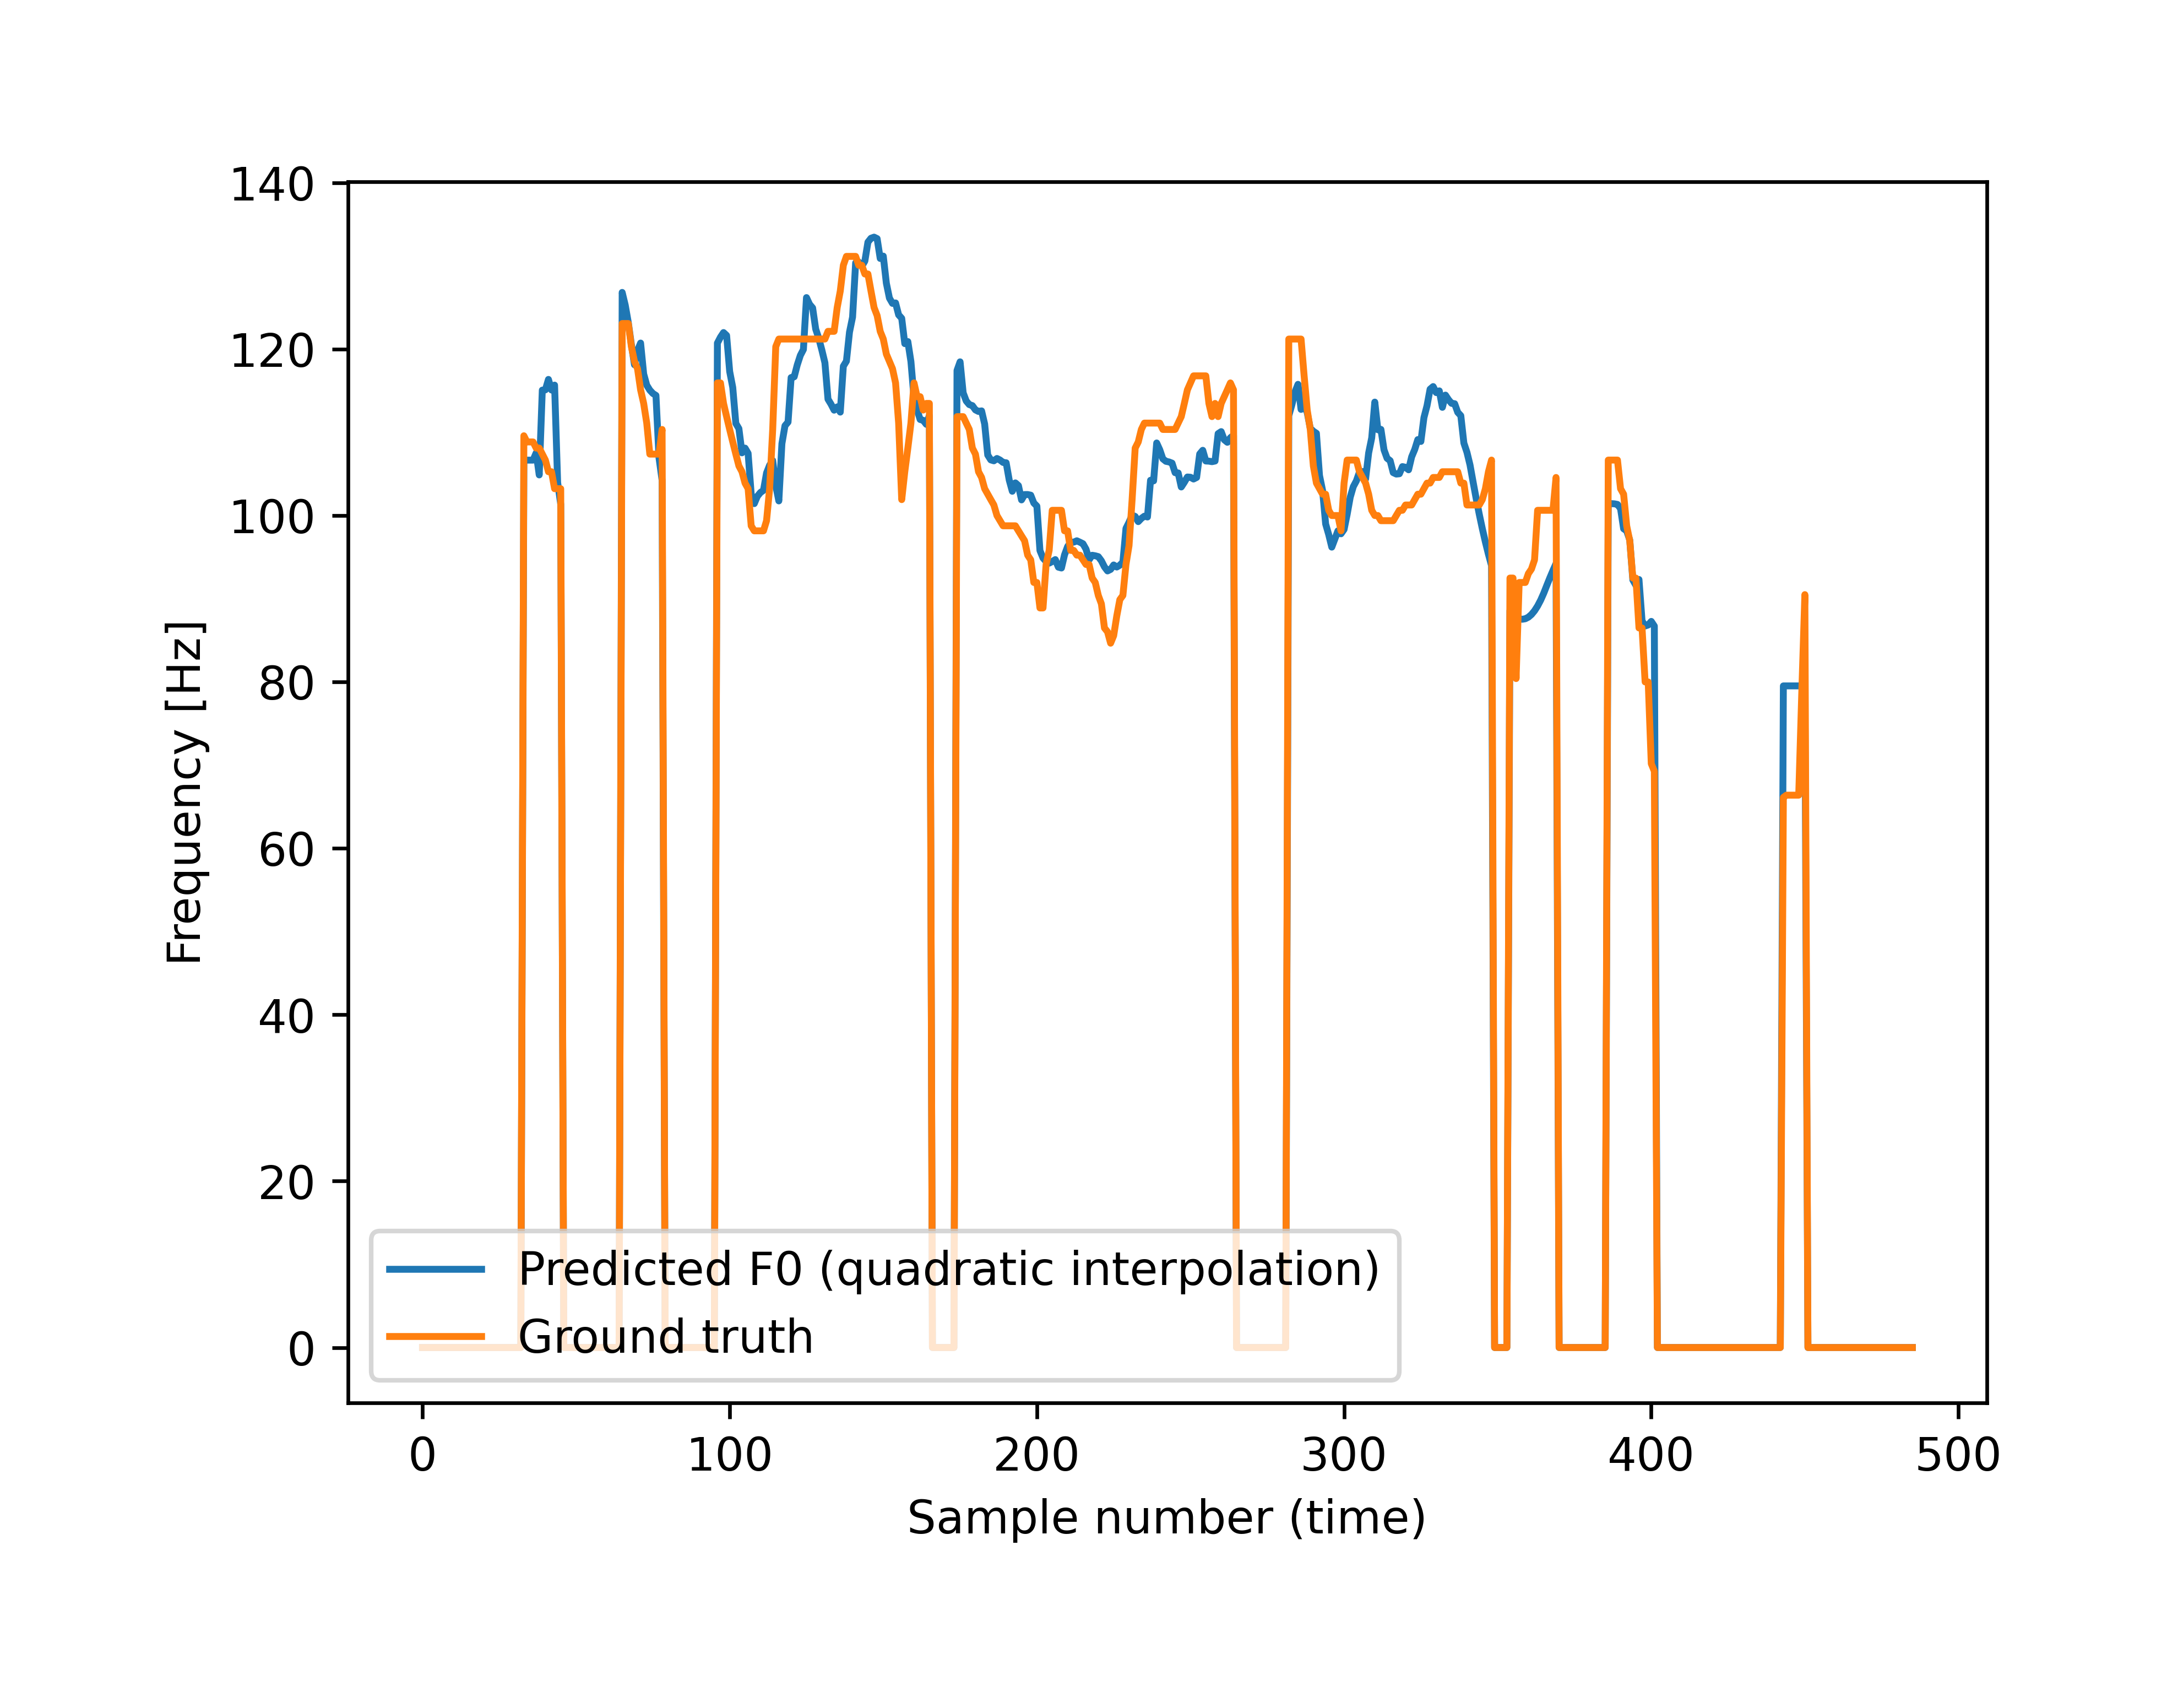 140
120
100
80
60
40
20
0
Frequency [Hz]
Predicted F0 (quadratic interpolation)
Ground truth
0 100 200 300 400 500
Sample number (time)